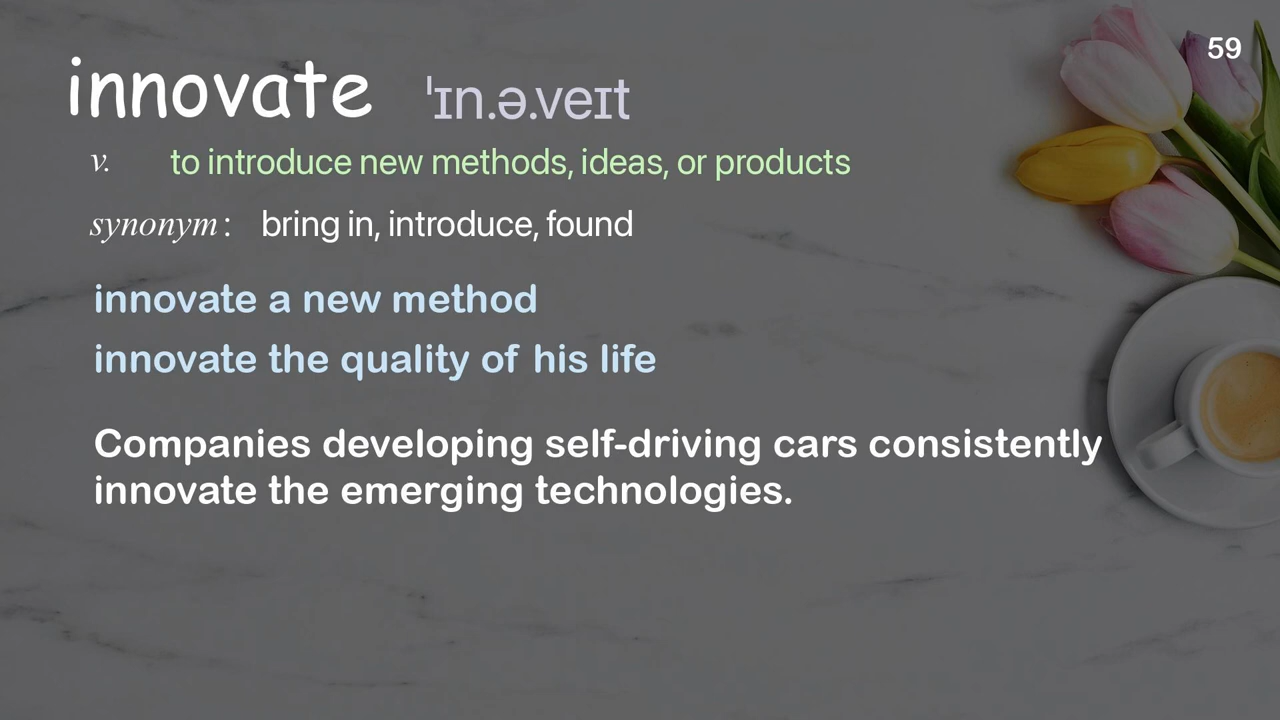 59
innovate ˈɪn.ə.veɪt
v. to introduce new methods, ideas, or products
synonym: bring in, introduce, found
innovate a new method
innovate the quality of his life
Companies developing self-driving cars consistently
innovate the emerging technologies.